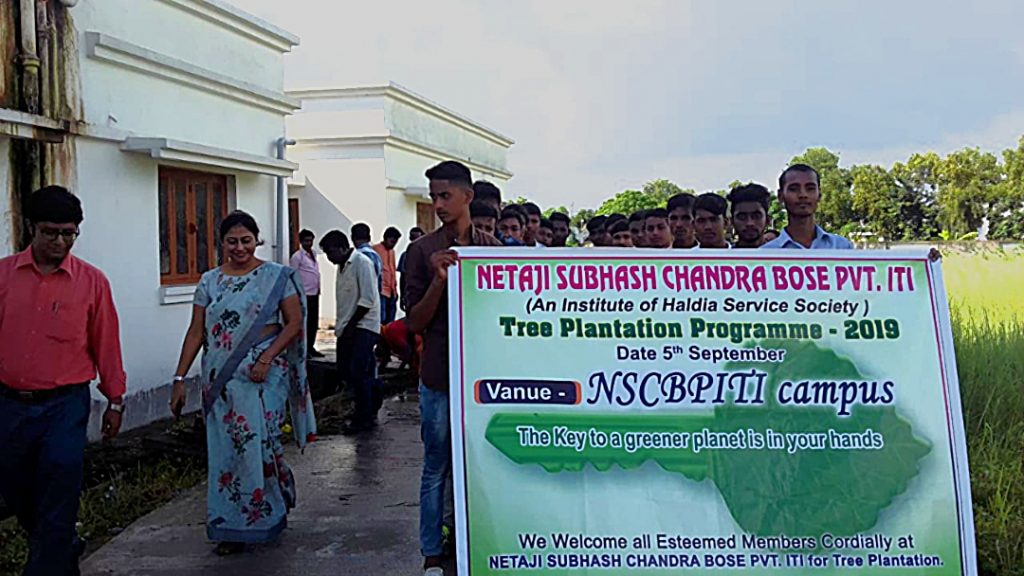 NETAJI SUBHASH CHANDRA BOSE PVT. ITI
(An Institute of Haldia Service Society )
Tree Plantation Programme - 2019
Date 5th September
Vanue - NSCBPITI campus
The Key to a greener planet is in your hands
We Welcome all Esteemed Members Cordially at
NETAJI SUBHASH CHANDRA BOSE PVT. ITI for Tree Plantation.